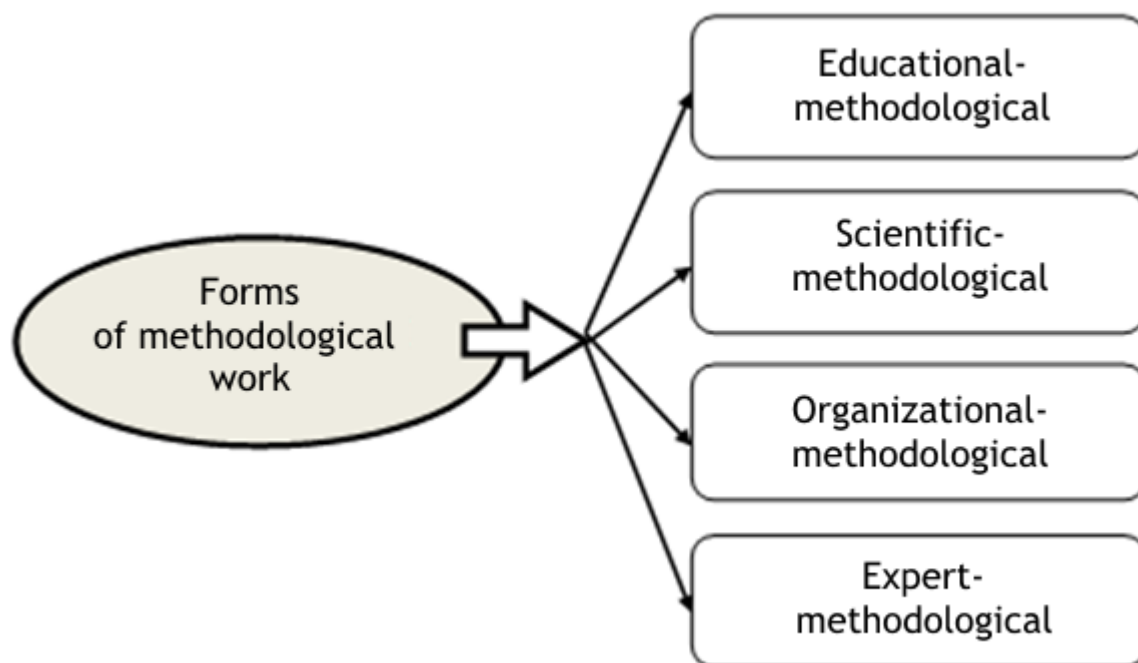 Forms
of methodological
work
Educational-
methodological
Scientific-
methodological
Organizational-
methodological
Expert-
methodological